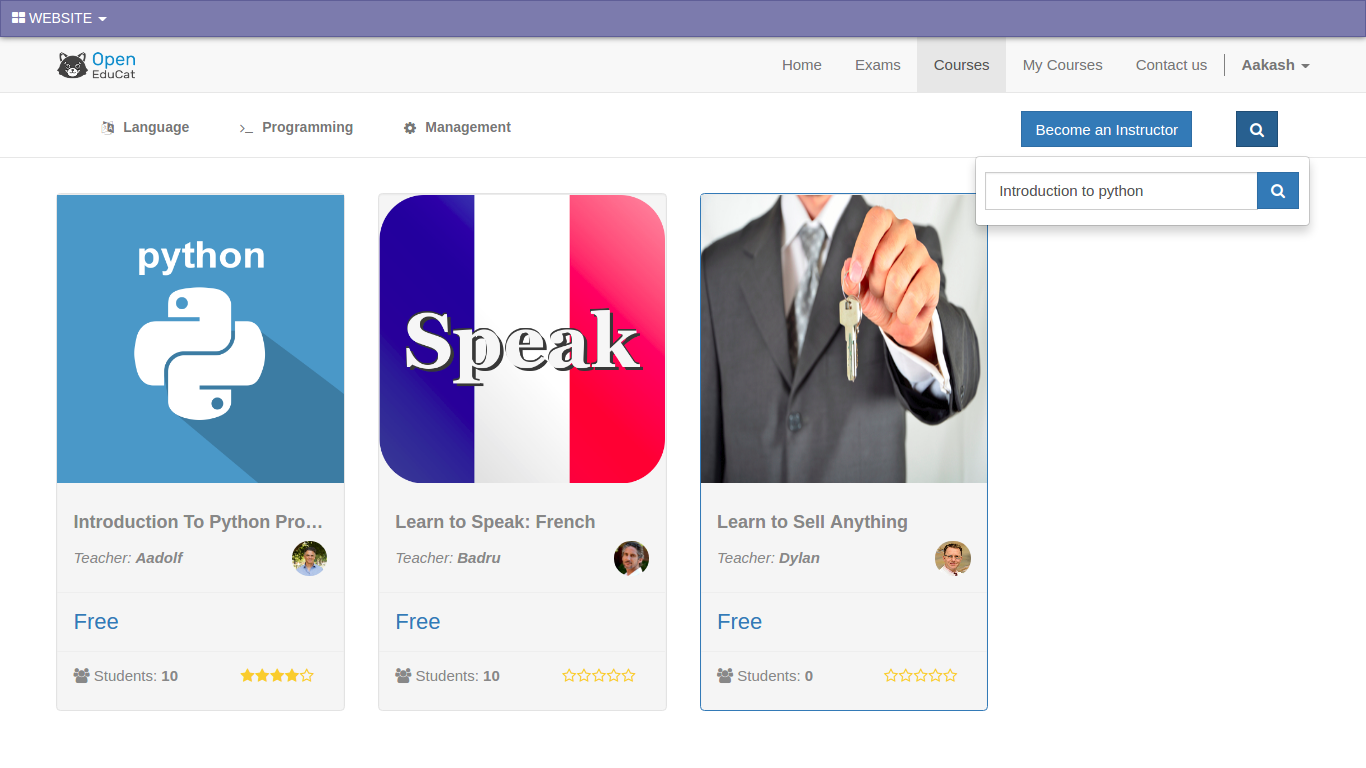 WEBSITE
Open
EduCat
Home Exams Courses My Courses Contact us Aakash
Language Programming Management Become an Instructor
Introduction to python
python
Speak
Introduction To Python Pro…
Teacher: Aadolf
Free
Students: 10
Learn to Speak: French
Teacher: Badru
Free
Students: 10
Learn to Sell Anything
Teacher: Dylan
Free
Students: 0